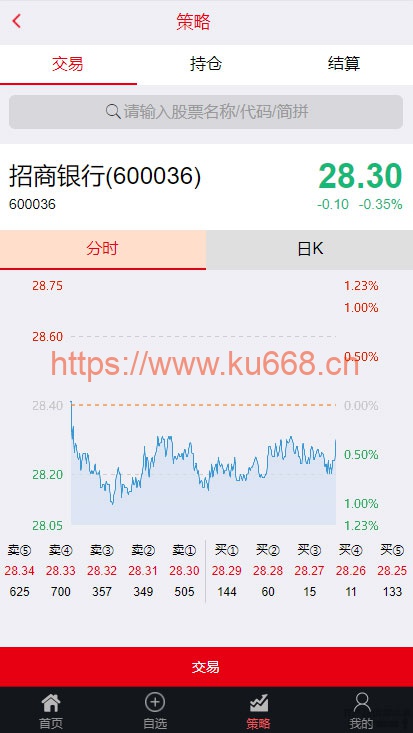 策略
交易 持仓 结算
请输入股票名称/代码/简拼
招商银行(600036) 28.30
600036 -0.10 -0.35%
分时 日K
28.75 1.23%
1.00%
28.60
https://www.ku668.cn 0.50%
28.40 0.00%
0.50%
28.20
1.00%
28.05 1.23%
卖⑤ 卖④ 卖③ 卖② 卖① 买① 买② 买③ 买④ 买⑤
28.34 28.33 28.32 28.31 28.30 28.29 28.28 28.27 28.26 28.25
625 700 357 349 505 144 60 15 11 133
交易
首页 自选 策略 我的